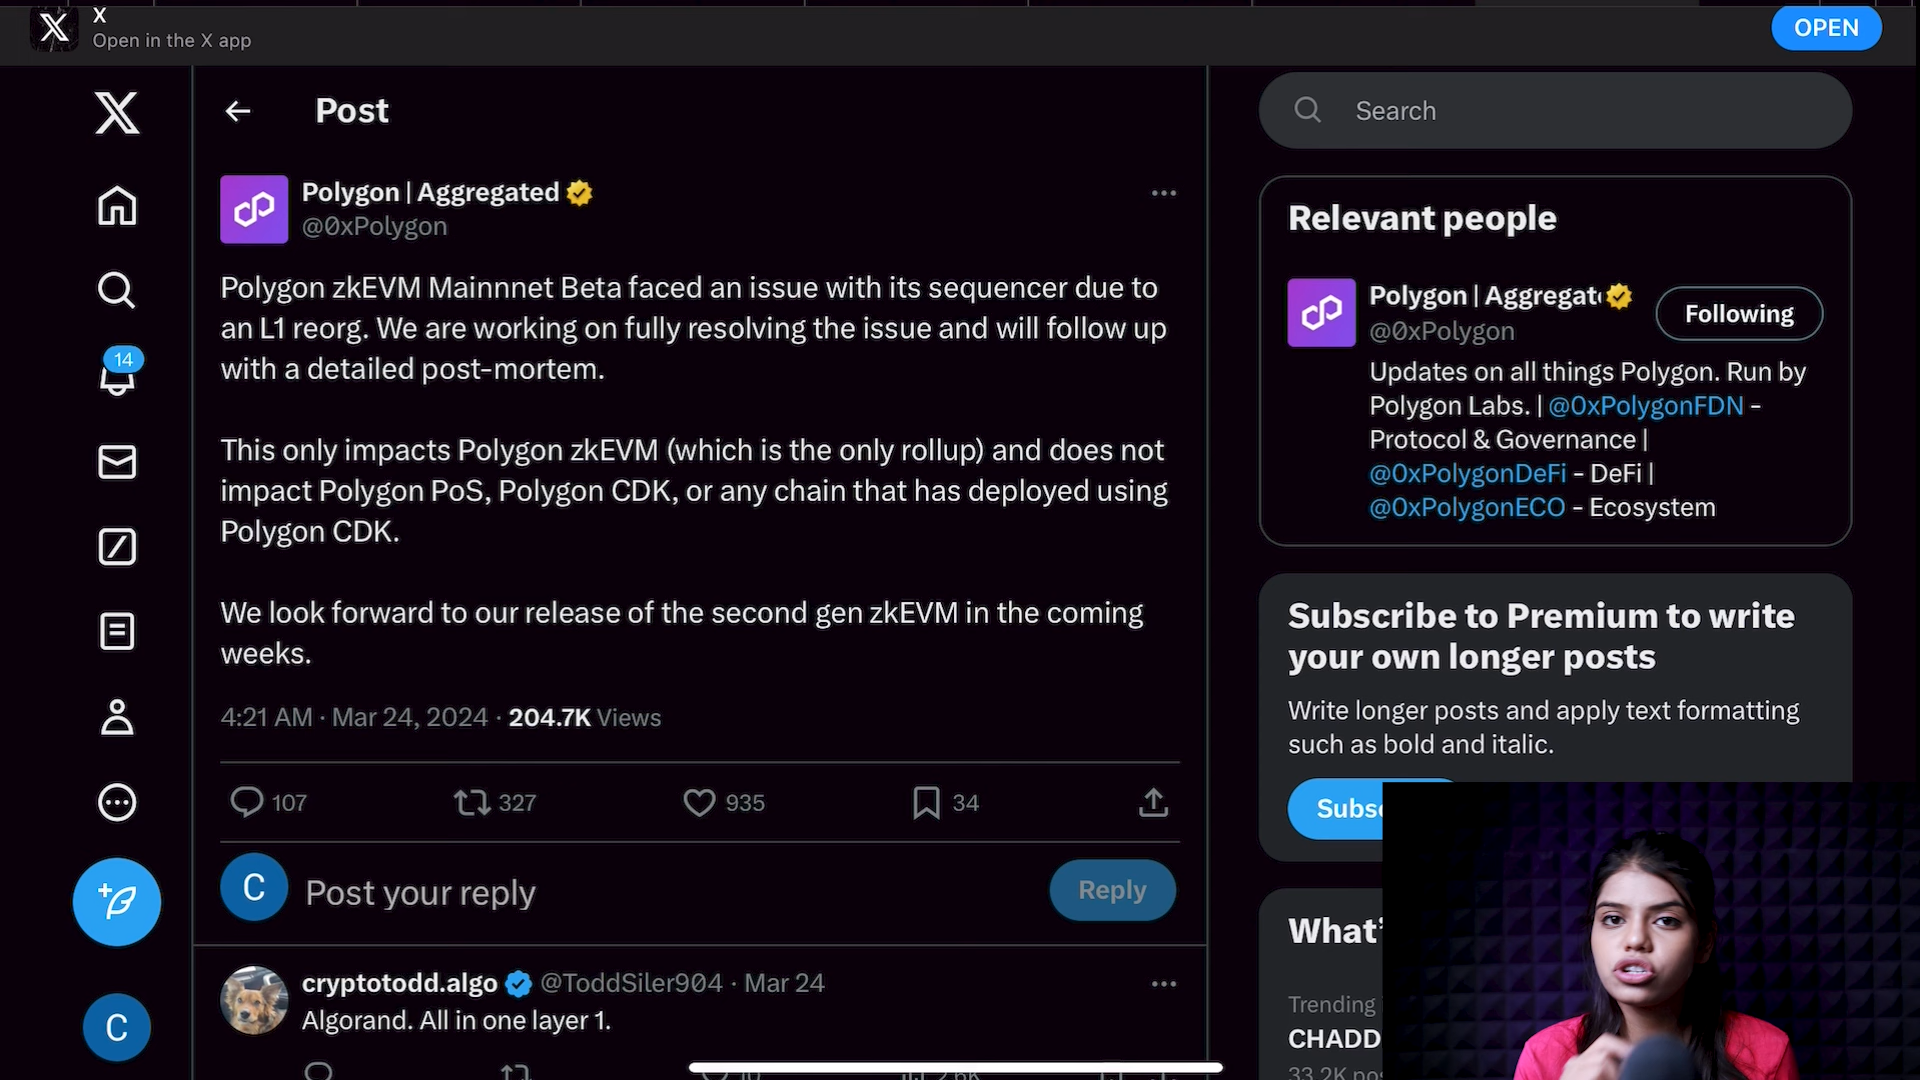 X
Open in the X app
OPEN
Post
Polygon | Aggregated
@0xPolygon
Polygon zkEVM Mainnnet Beta faced an issue with its sequencer due to
an L1 reorg. We are working on fully resolving the issue and will follow up
with a detailed post-mortem.
This only impacts Polygon zkEVM (which is the only rollup) and does not
impact Polygon PoS, Polygon CDK, or any chain that has deployed using
Polygon CDK.
We look forward to our release of the second gen zkEVM in the coming
weeks.
4:21 AM · Mar 24, 2024 · 204.7K Views
107 327 935 34
C Post your reply Reply
cryptotodd.algo @ToddSiler904 · Mar 24
Algorand. All in one layer 1.
14
C
Search
Relevant people
Polygon | Aggregat
@0xPolygon
Following
Updates on all things Polygon. Run by
Polygon Labs. | @0xPolygonFDN -
Protocol & Governance |
@0xPolygonDeFi - DeFi |
@0xPolygonECO - Ecosystem
Subscribe to Premium to write
your own longer posts
Write longer posts and apply text formatting
such as bold and italic.
Subsc
What'
Trending
CHADD
33.2K